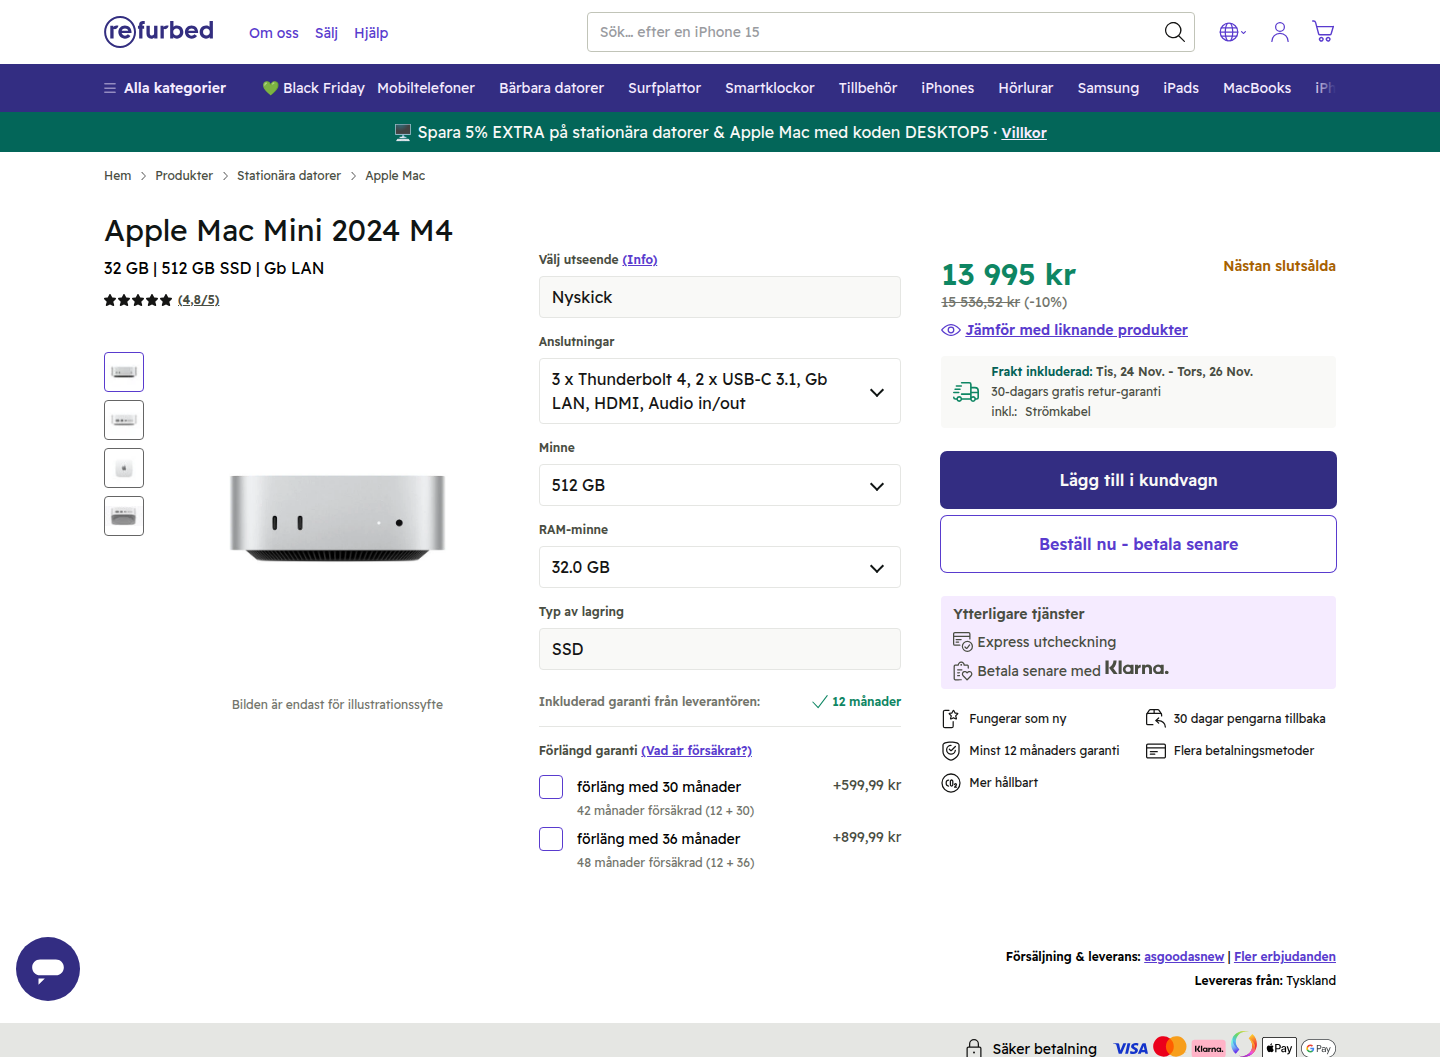 refurbed
Om oss
Sälj
Hjälp
Sök... efter en iPhone 15
Alla kategorier
💚 Black Friday
Mobiltelefoner
Bärbara datorer
Surfplattor
Smartklockor
Tillbehör
iPhones
Hörlurar
Samsung
iPads
MacBooks
🖥️ Spara 5% EXTRA på stationära datorer & Apple Mac med koden DESKTOP5 · Villkor
Hem
Produkter
Stationära datorer
Apple Mac
Apple Mac Mini 2024 M4
32 GB | 512 GB SSD | Gb LAN
(4,8/5)
Bilden är endast för illustrationssyfte
Välj utseende (Info)
Nyskick
Anslutningar
3 x Thunderbolt 4, 2 x USB-C 3.1, Gb
LAN, HDMI, Audio in/out
Minne
512 GB
RAM-minne
32.0 GB
Typ av lagring
SSD
Inkluderad garanti från leverantören:
12 månader
Förlängd garanti (Vad är försäkrat?)
förläng med 30 månader
+599,99 kr
42 månader försäkrad (12 + 30)
förläng med 36 månader
+899,99 kr
48 månader försäkrad (12 + 36)
13 995 kr
Nästan slutsålda
15 536,52 kr (-10%)
Jämför med liknande produkter
Frakt inkluderad: Tis, 24 Nov. - Tors, 26 Nov.
30-dagars gratis retur-garanti
inkl.: Strömkabel
Lägg till i kundvagn
Beställ nu - betala senare
Ytterligare tjänster
Express utcheckning
Betala senare med Klarna.
Fungerar som ny
30 dagar pengarna tillbaka
Minst 12 månaders garanti
Flera betalningsmetoder
Mer hållbart
Försäljning & leverans: asgoodasnew | Fler erbjudanden
Levereras från: Tyskland
Säker betalning
VISA
Klarna.
Pay
G Pay